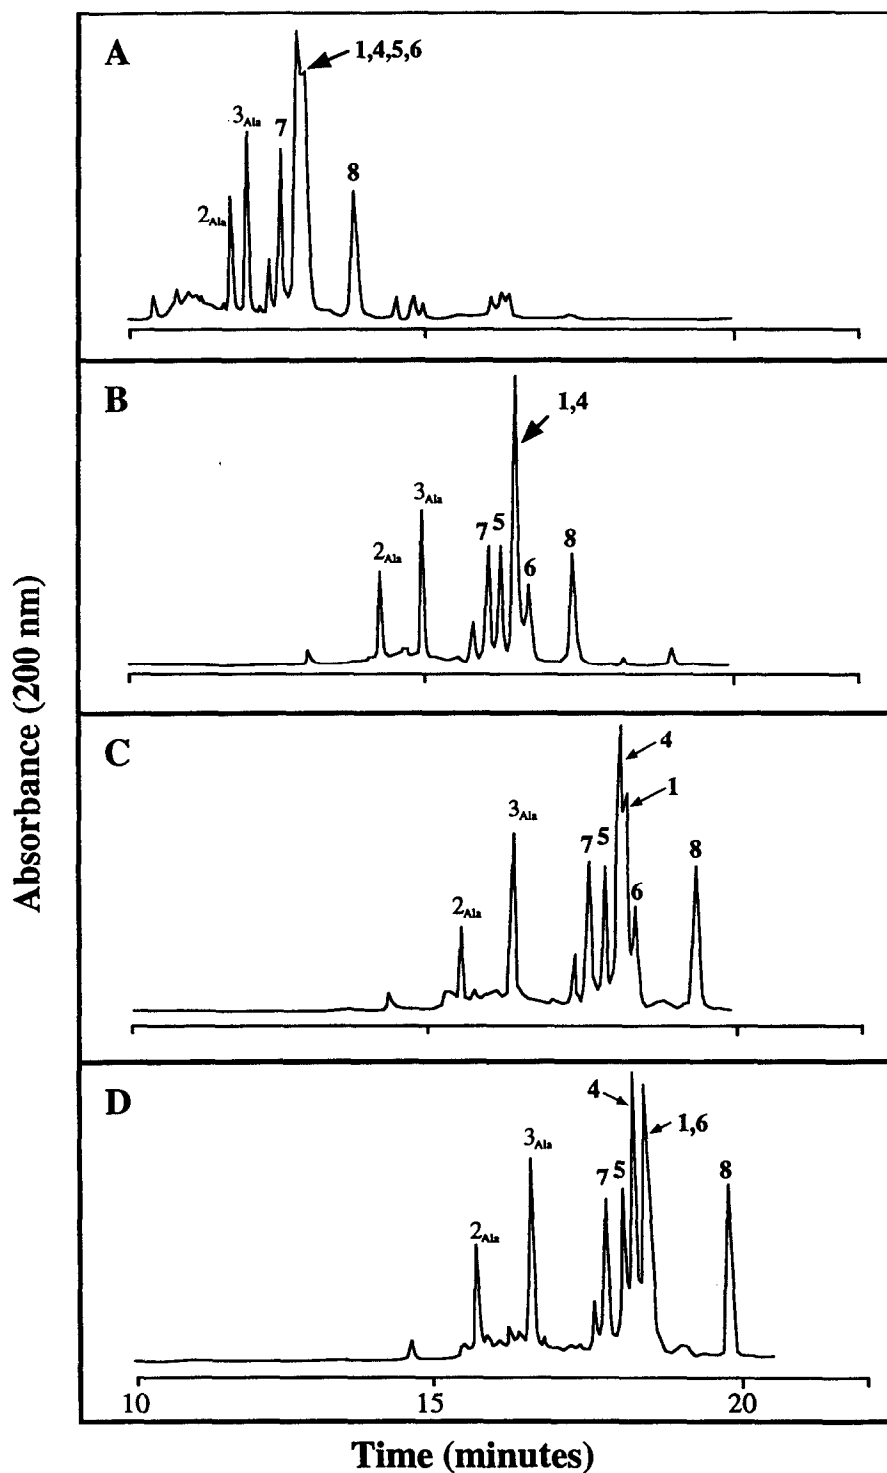 A
1,4,5,6
3Ala
7
8
2Ala
B
1,4
3Ala
7 5
8
2Ala
6
C
4
1
3Ala
7 5
8
6
2Ala
D
4
1,6
3Ala
7 5
8
2Ala
10 15 20
Time (minutes)
Absorbance (200 nm)